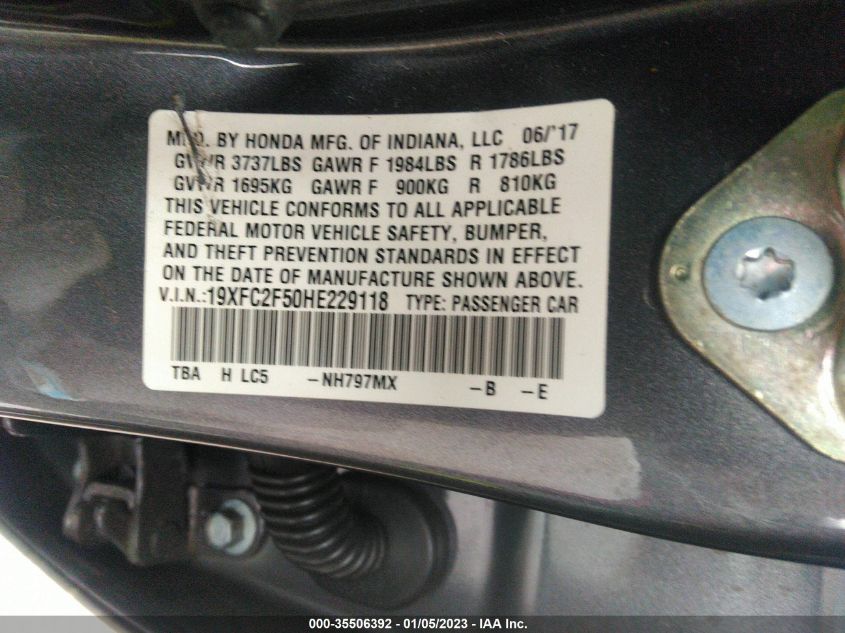 MFD. BY HONDA MFG. OF INDIANA, LLC 06/'17
GVWR 3737LBS GAWR F 1984LBS R 1786LBS
GVWR 1695KG GAWR F 900KG R 810KG
THIS VEHICLE CONFORMS TO ALL APPLICABLE
FEDERAL MOTOR VEHICLE SAFETY, BUMPER,
AND THEFT PREVENTION STANDARDS IN EFFECT
ON THE DATE OF MANUFACTURE SHOWN ABOVE.
V.I.N.:19XFC2F50HE229118 TYPE: PASSENGER CAR
TBA H LC5 -NH797MX -B -E
000-35506392 - 01/05/2023 - IAA Inc.